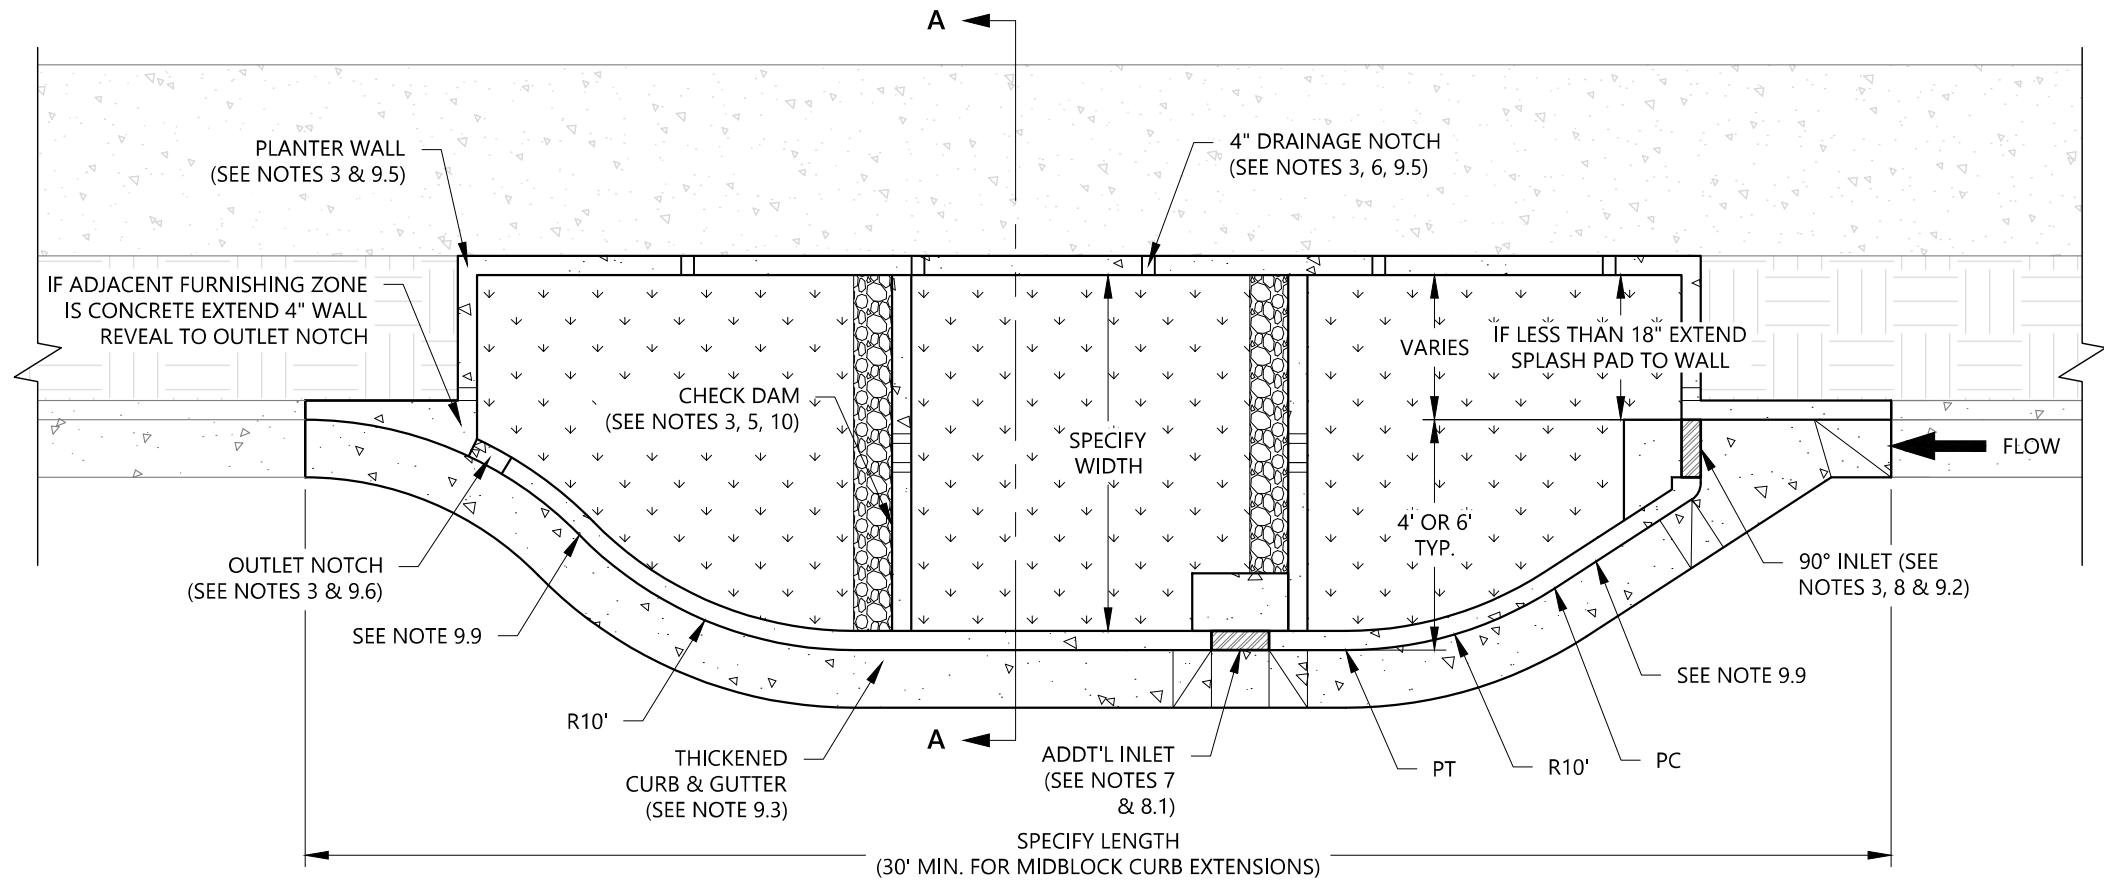 A
PLANTER WALL
(SEE NOTES 3 & 9.5)
4" DRAINAGE NOTCH
(SEE NOTES 3, 6, 9.5)
IF ADJACENT FURNISHING ZONE
IS CONCRETE EXTEND 4" WALL
REVEAL TO OUTLET NOTCH
CHECK DAM
(SEE NOTES 3, 5, 10)
SPECIFY
WIDTH
VARIES
IF LESS THAN 18" EXTEND
SPLASH PAD TO WALL
FLOW
4' OR 6'
TYP.
OUTLET NOTCH
(SEE NOTES 3 & 9.6)
90° INLET (SEE
NOTES 3, 8 & 9.2)
SEE NOTE 9.9
SEE NOTE 9.9
R10'
THICKENED
CURB & GUTTER
(SEE NOTE 9.3)
A
ADDT'L INLET
(SEE NOTES 7
& 8.1)
PT
R10'
PC
SPECIFY LENGTH
(30' MIN. FOR MIDBLOCK CURB EXTENSIONS)